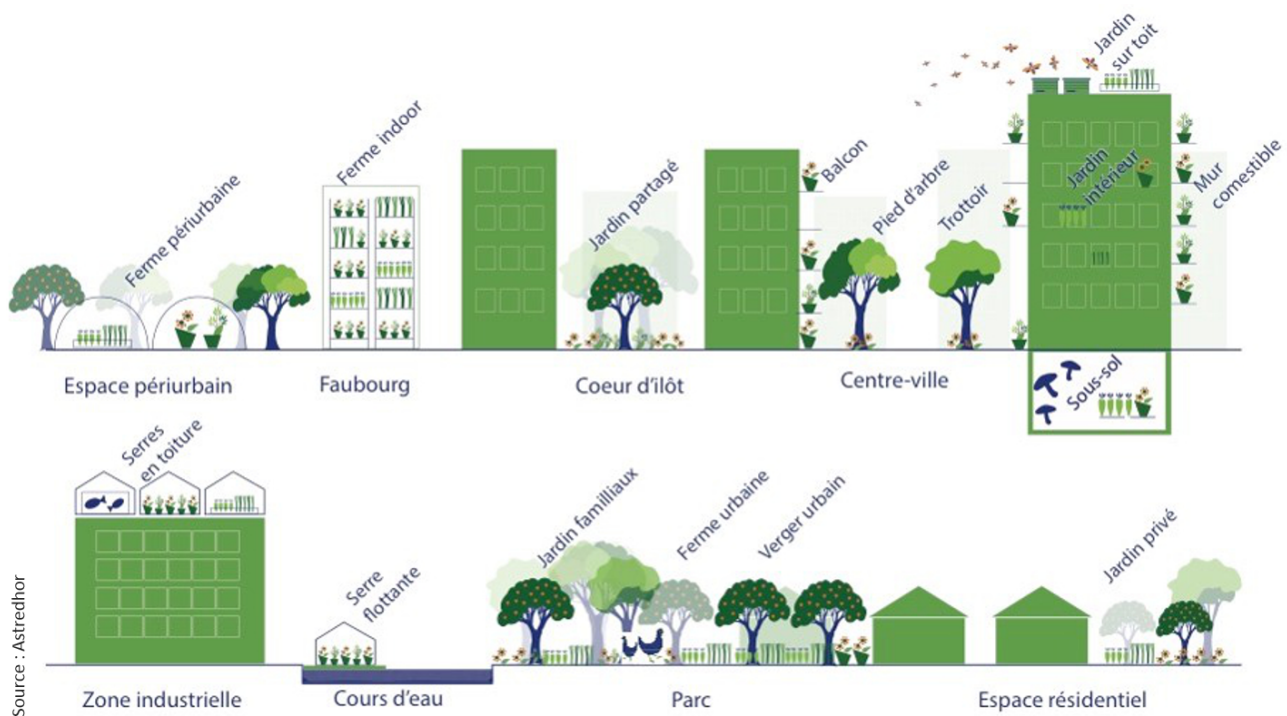 Jardin
sur toit
Ferme indoor
Ferme périurbaine
Jardin partagé
Balcon
Pied d'arbre
Trottoir
Jardin
intérieur
Mur
comestible
Espace périurbain
Faubourg
Coeur d'ilôt
Centre-ville
Sous-sol
Serres
en toiture
Serre
flottante
Jardin familliaux
Ferme urbaine
Verger urbain
Jardin privé
Zone industrielle
Cours d'eau
Parc
Espace résidentiel
Source : Astredhor